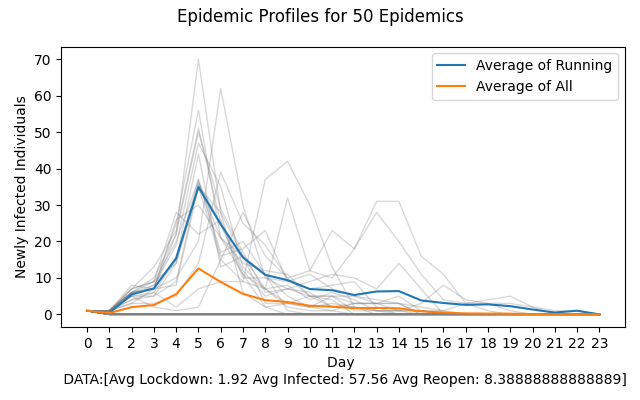 Epidemic Profiles for 50 Epidemics
Average of Running
Average of All
Newly Infected Individuals
70
60
50
40
30
20
10
0
0 1 2 3 4 5 6 7 8 9 10 11 12 13 14 15 16 17 18 19 20 21 22 23
Day
DATA:[Avg Lockdown: 1.92 Avg Infected: 57.56 Avg Reopen: 8.38888888888889]